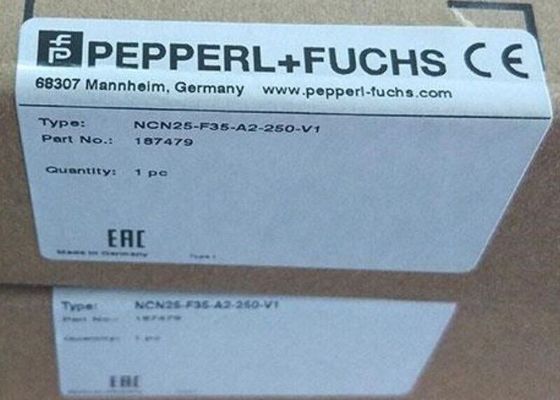 PEPPERL+FUCHS CE
68307 Mannheim, Germany www.pepperl-fuchs.com
Type: NCN25-F35-A2-250-V1
Part No.: 187479
Quantity: 1 pc
EAC
Made in Germany
Type: NCN25-F35-A2-250-V1
Part No.: 187479
Quantity: 1 pc
EAC